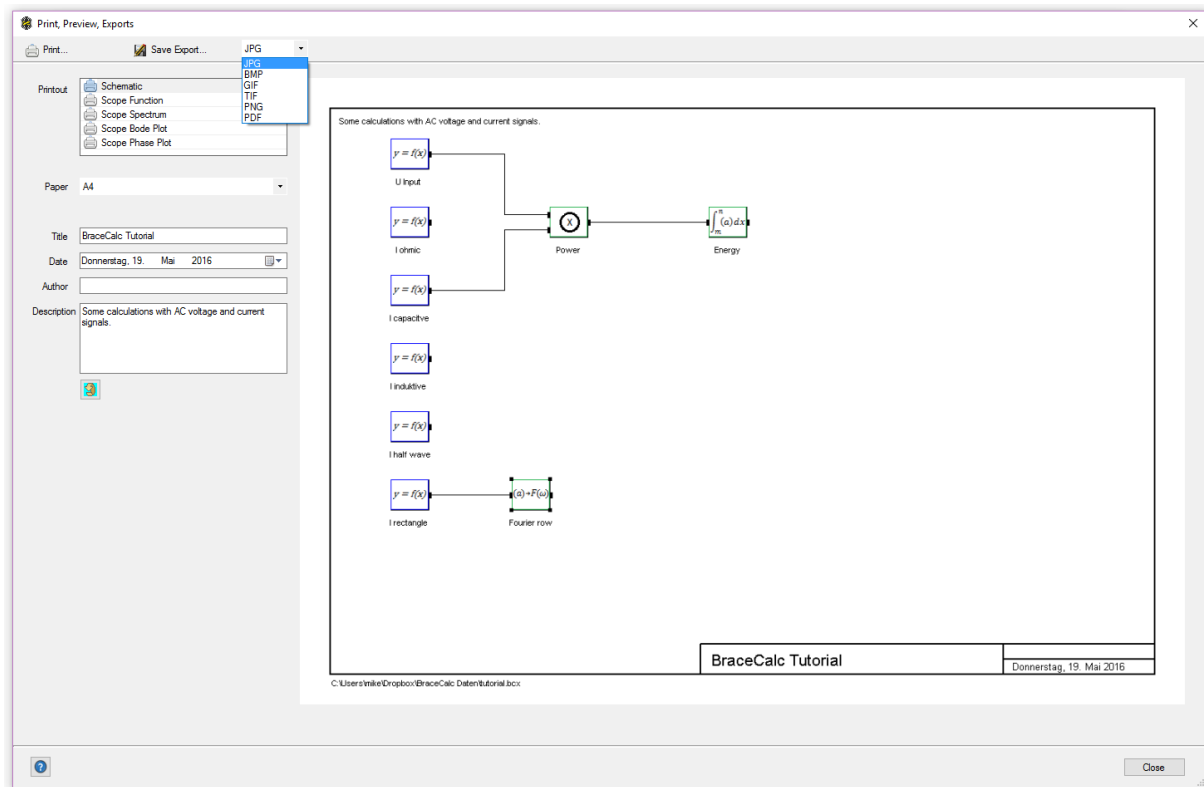 Print, Preview, Exports
Print...
Save Export...
JPG
JPG
BMP
GIF
TIF
PNG
PDF
Printout
Schematic
Scope Function
Scope Spectrum
Scope Bode Plot
Scope Phase Plot
Paper
A4
Title
BraceCalc Tutorial
Date
Donnerstag, 19. Mai 2016
Author
Description
Some calculations with AC voltage and current
signals.
Some calculations with AC voltage and current signals.
y = f(x)
U Input
y = f(x)
I ohmic
X
Power
∫ₘⁿ(a)dx
Energy
y = f(x)
I capacitve
y = f(x)
I induktive
y = f(x)
I half wave
y = f(x)
I rectangle
(a)→F(ω)
Fourier row
BraceCalc Tutorial
Donnerstag, 19. Mai 2016
C:\Users\mike\Dropbox\BraceCalc Daten\tutorial.bcx
?
Close